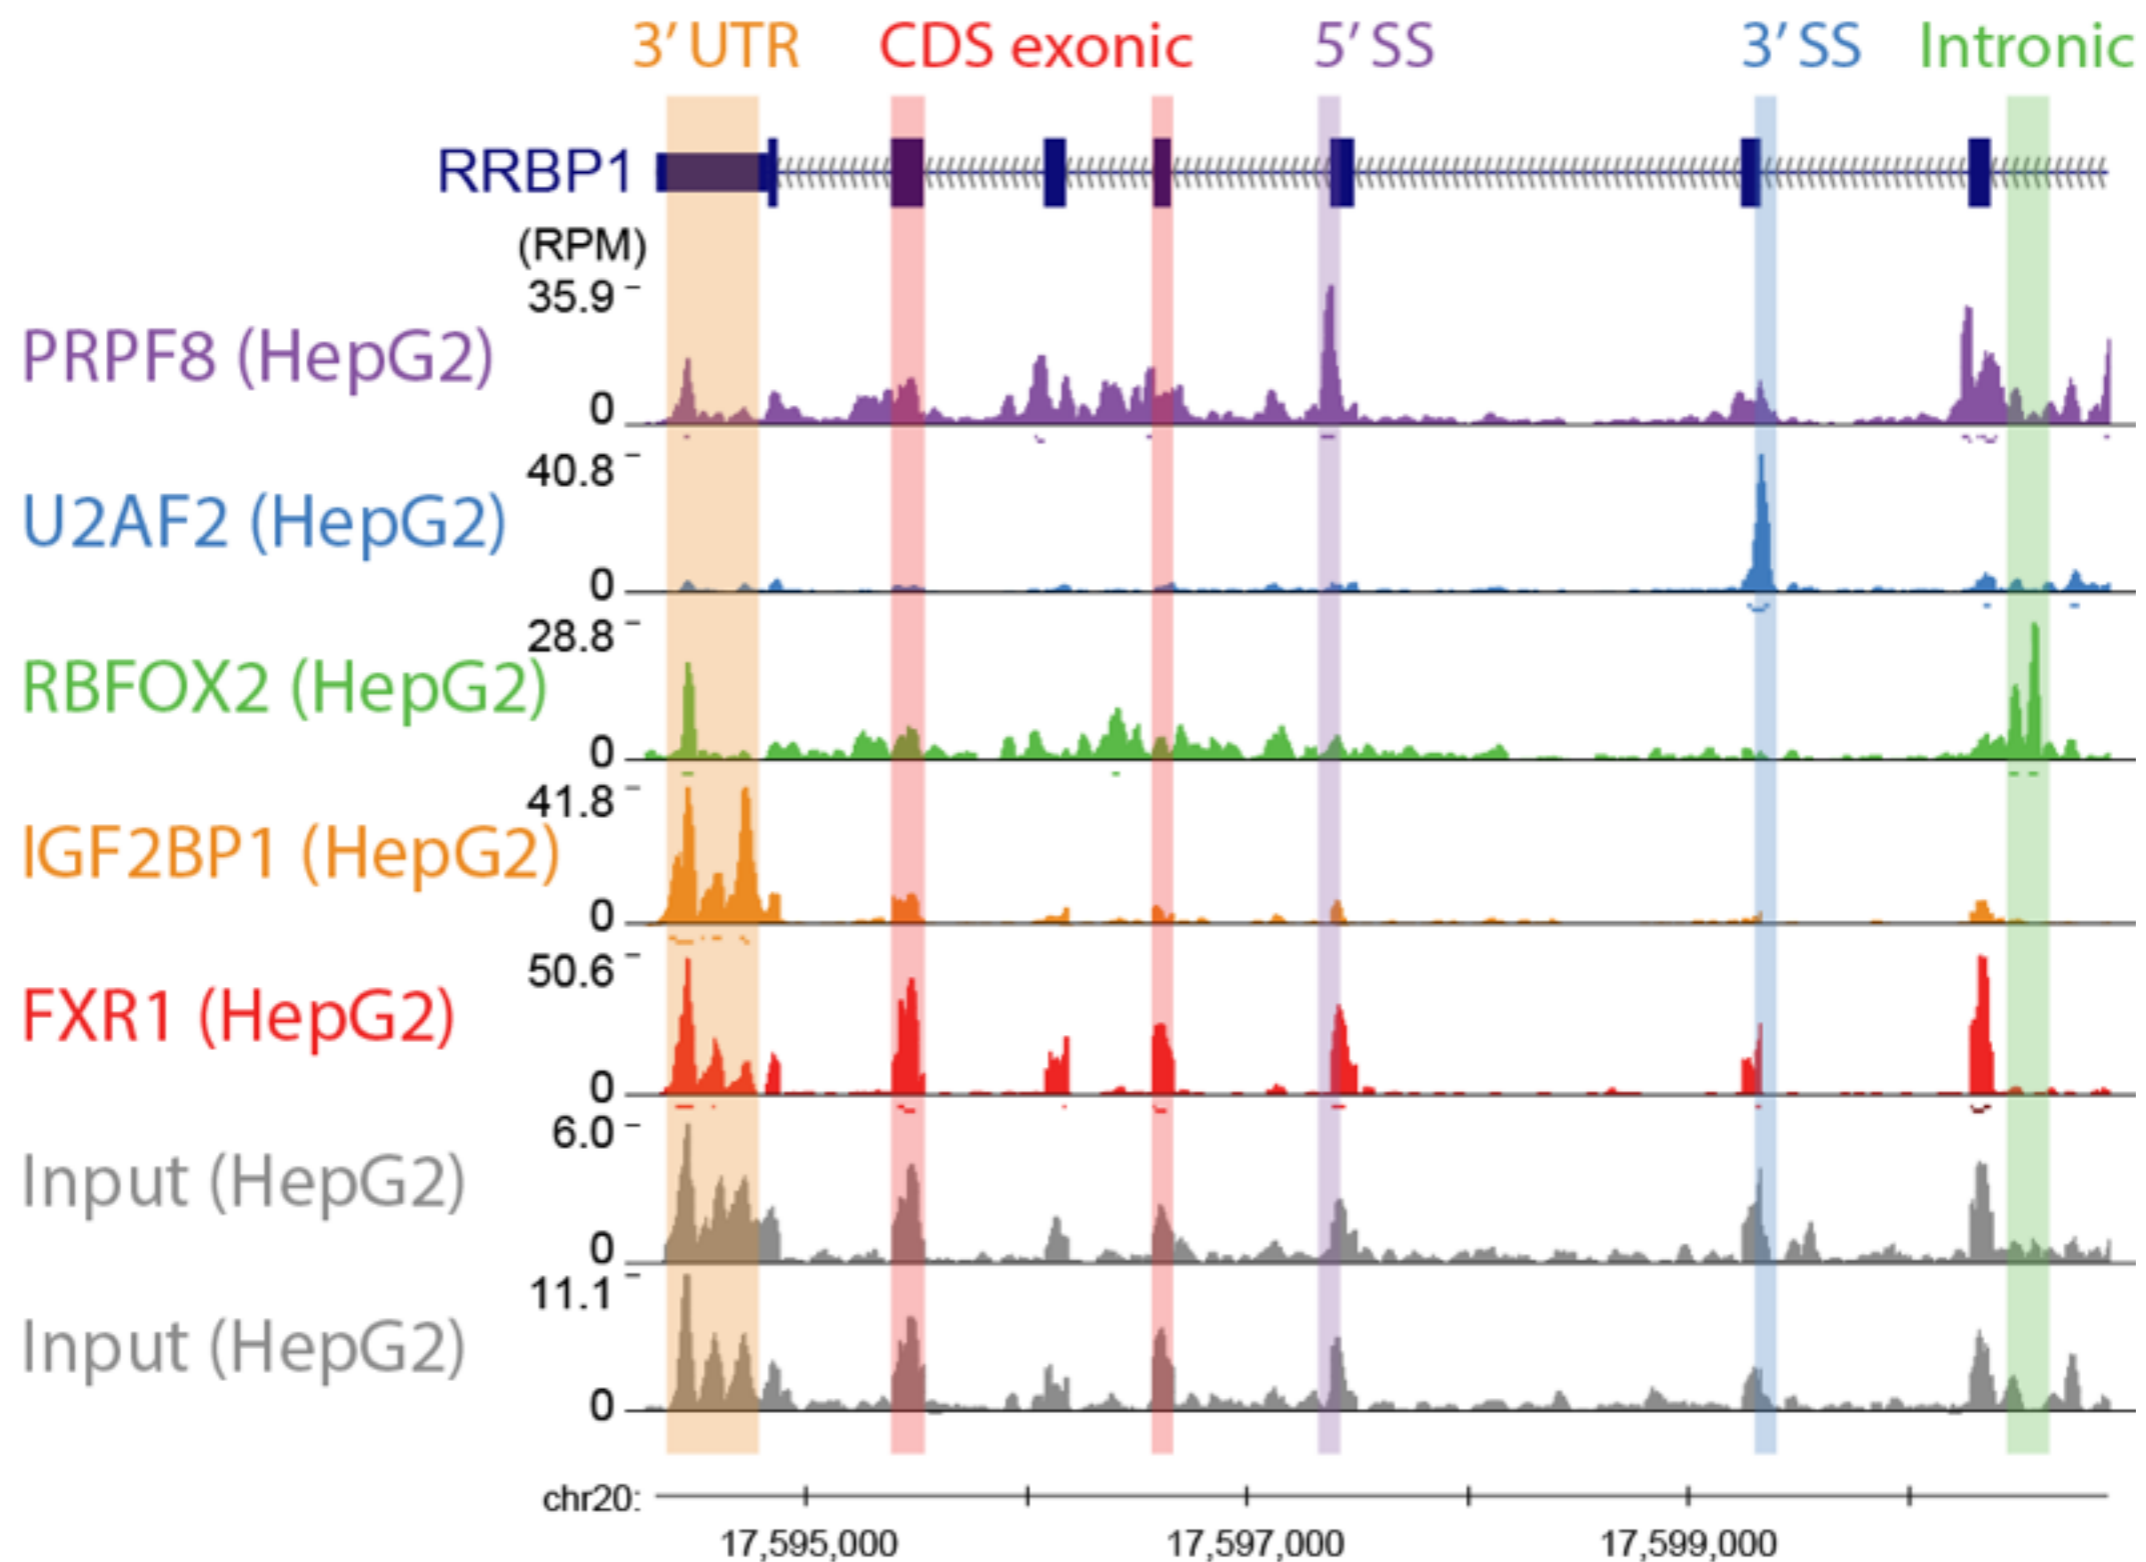 3′ UTR CDS exonic 5′ SS 3′ SS Intronic
RRBP1
(RPM)
35.9
PRPF8 (HepG2)
0
40.8
U2AF2 (HepG2)
0
28.8
RBFOX2 (HepG2)
0
41.8
IGF2BP1 (HepG2)
0
50.6
FXR1 (HepG2)
0
6.0
Input (HepG2)
0
11.1
Input (HepG2)
0
chr20:
17,595,000 17,597,000 17,599,000